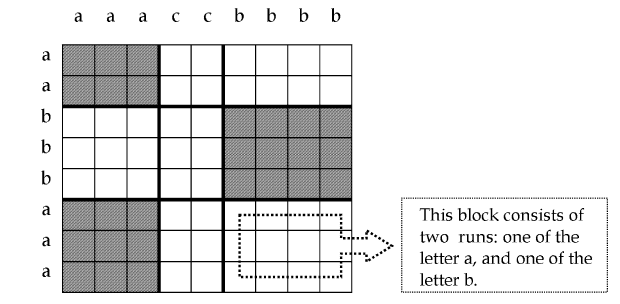 a a a c c b b b b
a
a
b
b
b
a
a
a
This block consists of
two runs: one of the
letter a, and one of the
letter b.